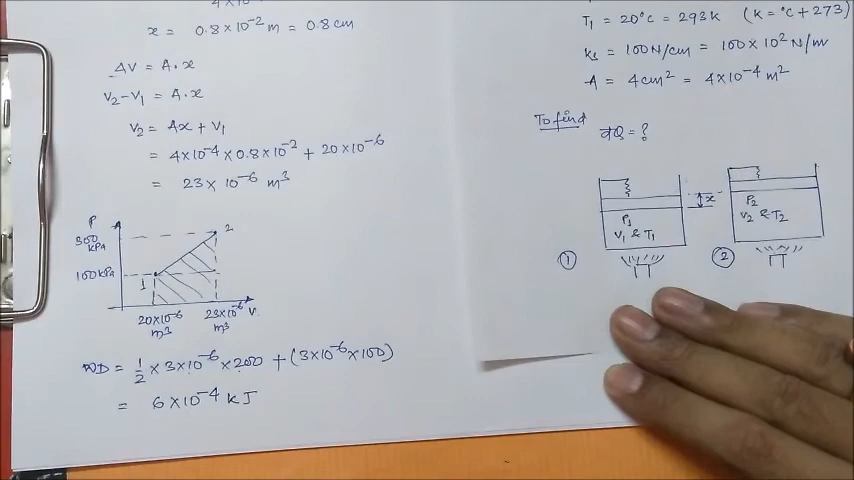 x = 0.8×10⁻² m = 0.8 cm
ΔV = A·x
V₂-V₁ = A·x
V₂ = Ax + V₁
= 4×10⁻⁴ × 0.8×10⁻² + 20×10⁻⁶
= 23×10⁻⁶ m³
P
300 kPa
2
100 kPa
1
20×10⁻⁶ m³
23×10⁻⁶ m³
V
WD = 1/2 × 3×10⁻⁶ × 200 + (3×10⁻⁶ × 100)
= 6×10⁻⁴ kJ
T₁ = 20°C = 293K (K = °C + 273)
ks = 100 N/cm = 100×10² N/m
A = 4cm² = 4×10⁻⁴ m²
To find
dQ = ?
P₁
V₁ & T₁
x
P₂
V₂ & T₂
1
2